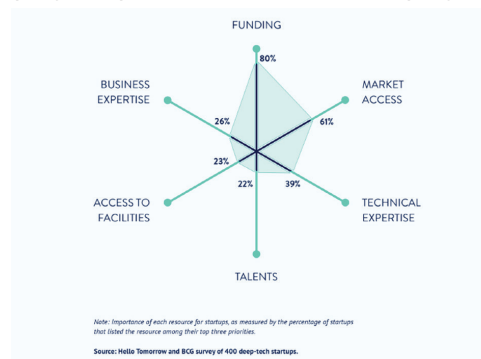 FUNDING
80%
BUSINESS
EXPERTISE
MARKET
ACCESS
26%
61%
23%
22%
39%
ACCESS TO
FACILITIES
TECHNICAL
EXPERTISE
TALENTS
Note: Importance of each resource for startups, as measured by the percentage of startups
that listed the resource among their top three priorities.
Source: Hello Tomorrow and BCG survey of 400 deep-tech startups.